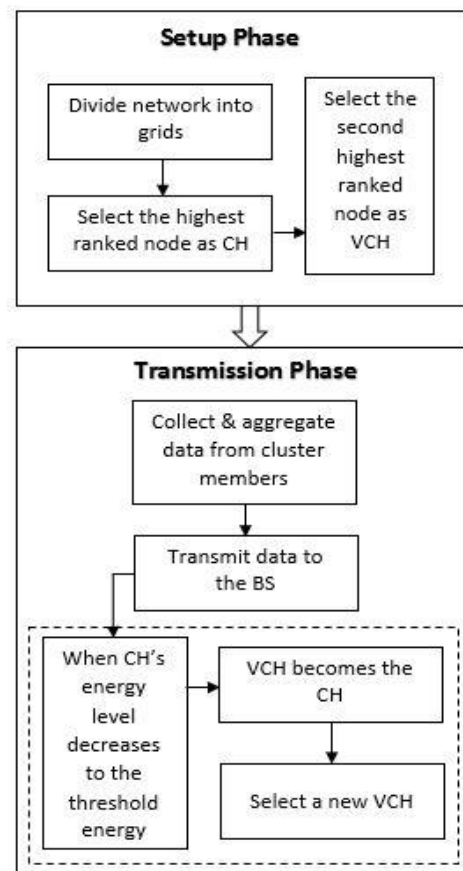 Setup Phase
Divide network into
grids
Select the highest
ranked node as CH
Select the
second
highest
ranked
node as
VCH
Transmission Phase
Collect & aggregate
data from cluster
members
Transmit data to
the BS
When CH's
energy
level
decreases
to the
threshold
energy
VCH becomes the
CH
Select a new VCH